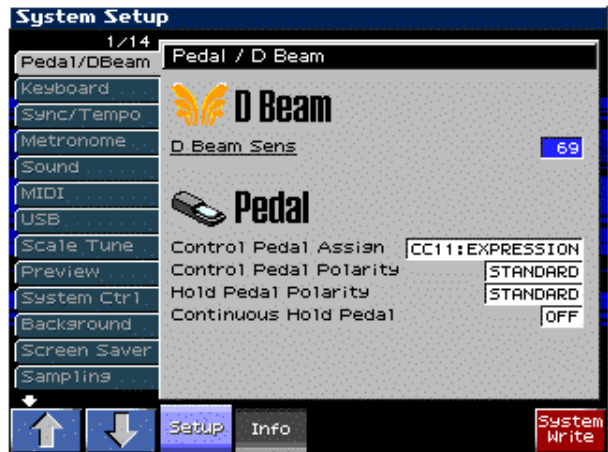 System Setup
1/14
Pedal/DBeam
Keyboard
Sync/Tempo
Metronome
Sound
MIDI
USB
Scale Tune
Preview
System Ctrl
Background
Screen Saver
Sampling
Pedal / D Beam
D Beam
D Beam Sens 69
Pedal
Control Pedal Assign CC11:EXPRESSION
Control Pedal Polarity STANDARD
Hold Pedal Polarity STANDARD
Continuous Hold Pedal OFF
Setup Info
System
Write